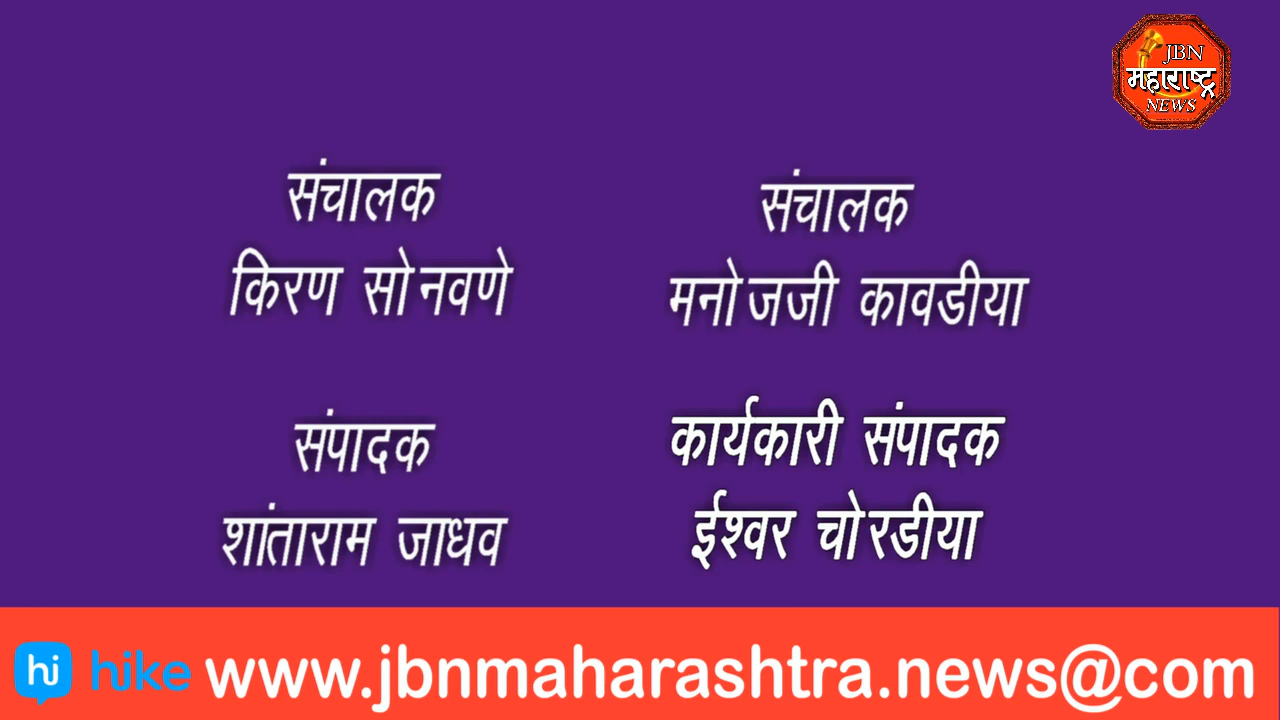 JBN
महाराष्ट्र
NEWS
संचालक
किरण सोनवणे
संचालक
मनोजजी कावडीया
संपादक
शांताराम जाधव
कार्यकारी संपादक
ईश्वर चोरडीया
hi hike www.jbnmaharashtra.news@com